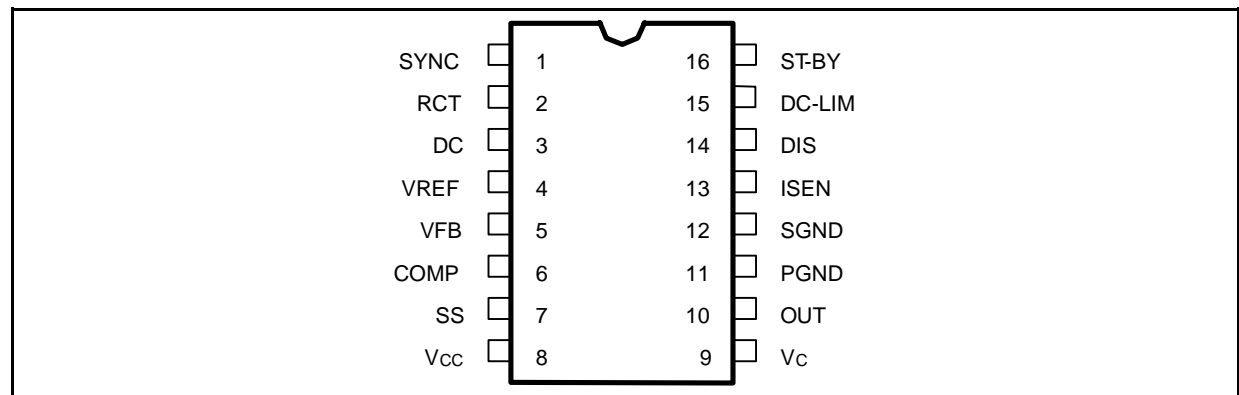 SYNC 1 16 ST-BY
RCT 2 15 DC-LIM
DC 3 14 DIS
VREF 4 13 ISEN
VFB 5 12 SGND
COMP 6 11 PGND
SS 7 10 OUT
VCC 8 9 VC